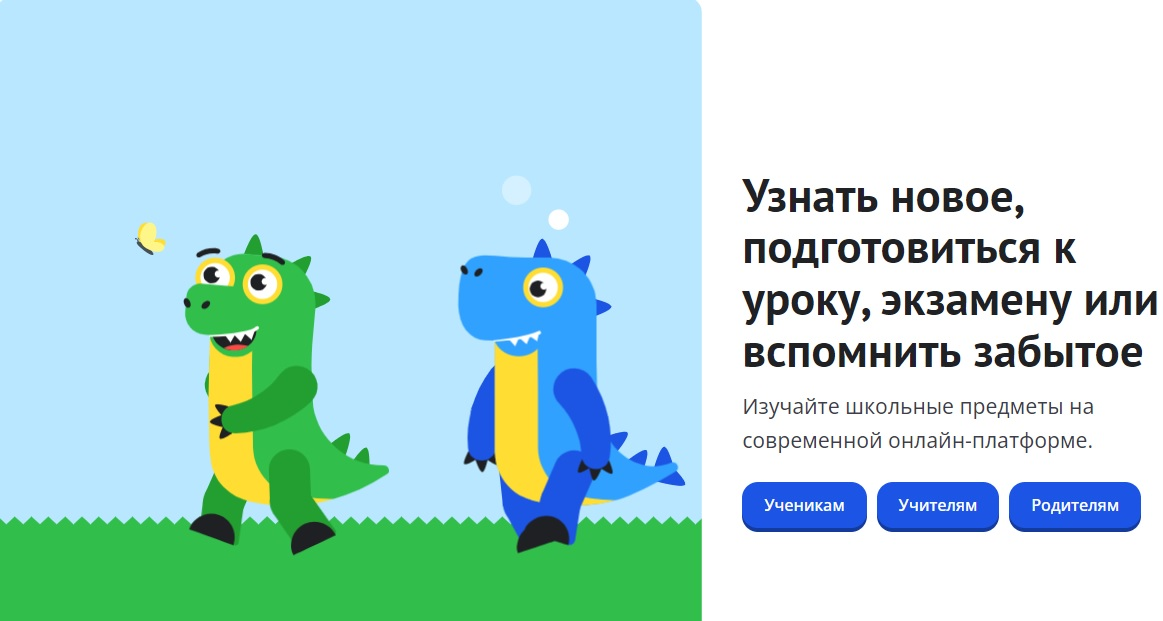 Узнать новое,
подготовиться к
уроку, экзамену или
вспомнить забытое
Изучайте школьные предметы на
современной онлайн-платформе.
Ученикам
Учителям
Родителям